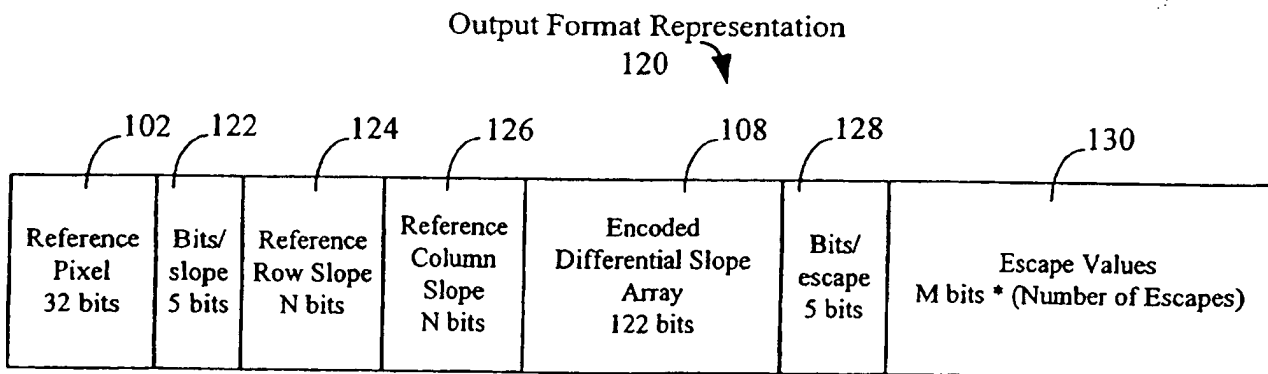 Output Format Representation
120
102
122
124
126
108
128
130
Reference
Pixel
32 bits
Bits/
slope
5 bits
Reference
Row Slope
N bits
Reference
Column
Slope
N bits
Encoded
Differential Slope
Array
122 bits
Bits/
escape
5 bits
Escape Values
M bits * (Number of Escapes)